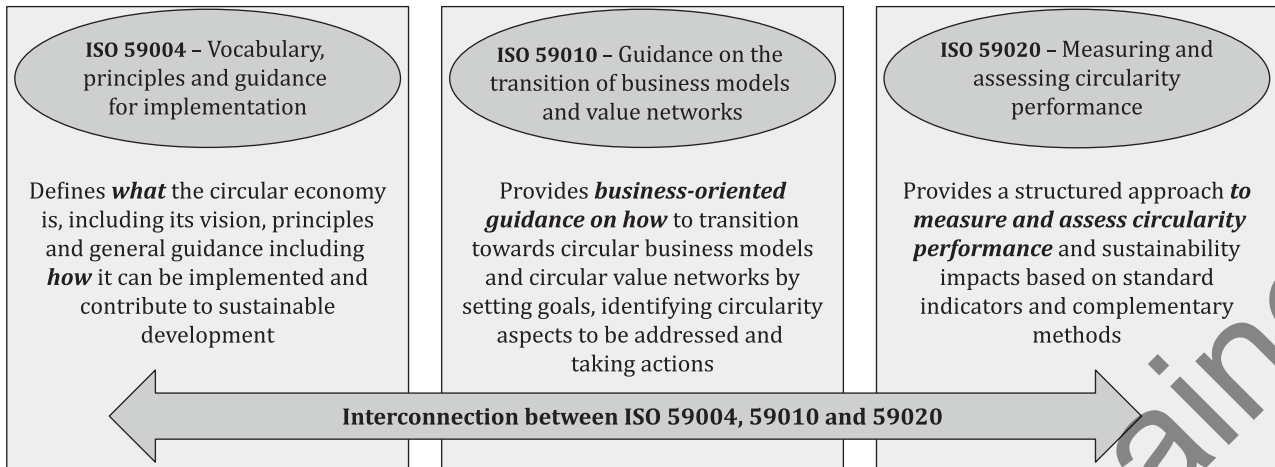 ISO 59004 – Vocabulary,
principles and guidance
for implementation
Defines what the circular economy
is, including its vision, principles
and general guidance including
how it can be implemented and
contribute to sustainable
development
ISO 59010 – Guidance on the
transition of business models
and value networks
Provides business-oriented
guidance on how to transition
towards circular business models
and circular value networks by
setting goals, identifying circularity
aspects to be addressed and
taking actions
ISO 59020 – Measuring and
assessing circularity
performance
Provides a structured approach to
measure and assess circularity
performance and sustainability
impacts based on standard
indicators and complementary
methods
Interconnection between ISO 59004, 59010 and 59020